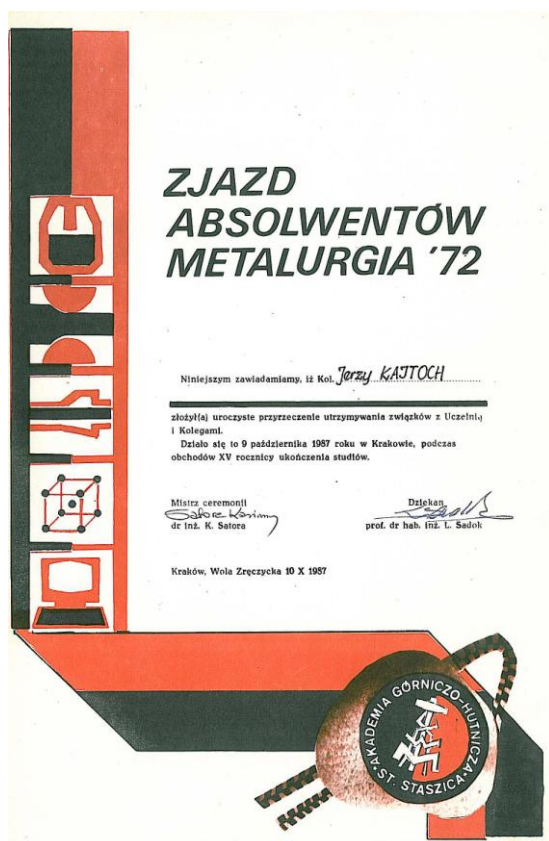 ZJAZD
ABSOLWENTÓW
METALURGIA '72
Niniejszym zawiadamiamy, iż Kol. Jerzy KAJTOCH
złożył(a) uroczyste przyrzeczenie utrzymywania związków z Uczelnią
i Kolegami.
Działo się to 9 października 1987 roku w Krakowie, podczas
obchodów XV rocznicy ukończenia studiów.
Mistrz ceremonii
Dziekan
dr inż. K. Satora
prof. dr hab. inż. L. Sadok
Kraków, Wola Zręczycka 10 X 1987
AKADEMIA GÓRNICZO-HUTNICZA
ST. STASZICA